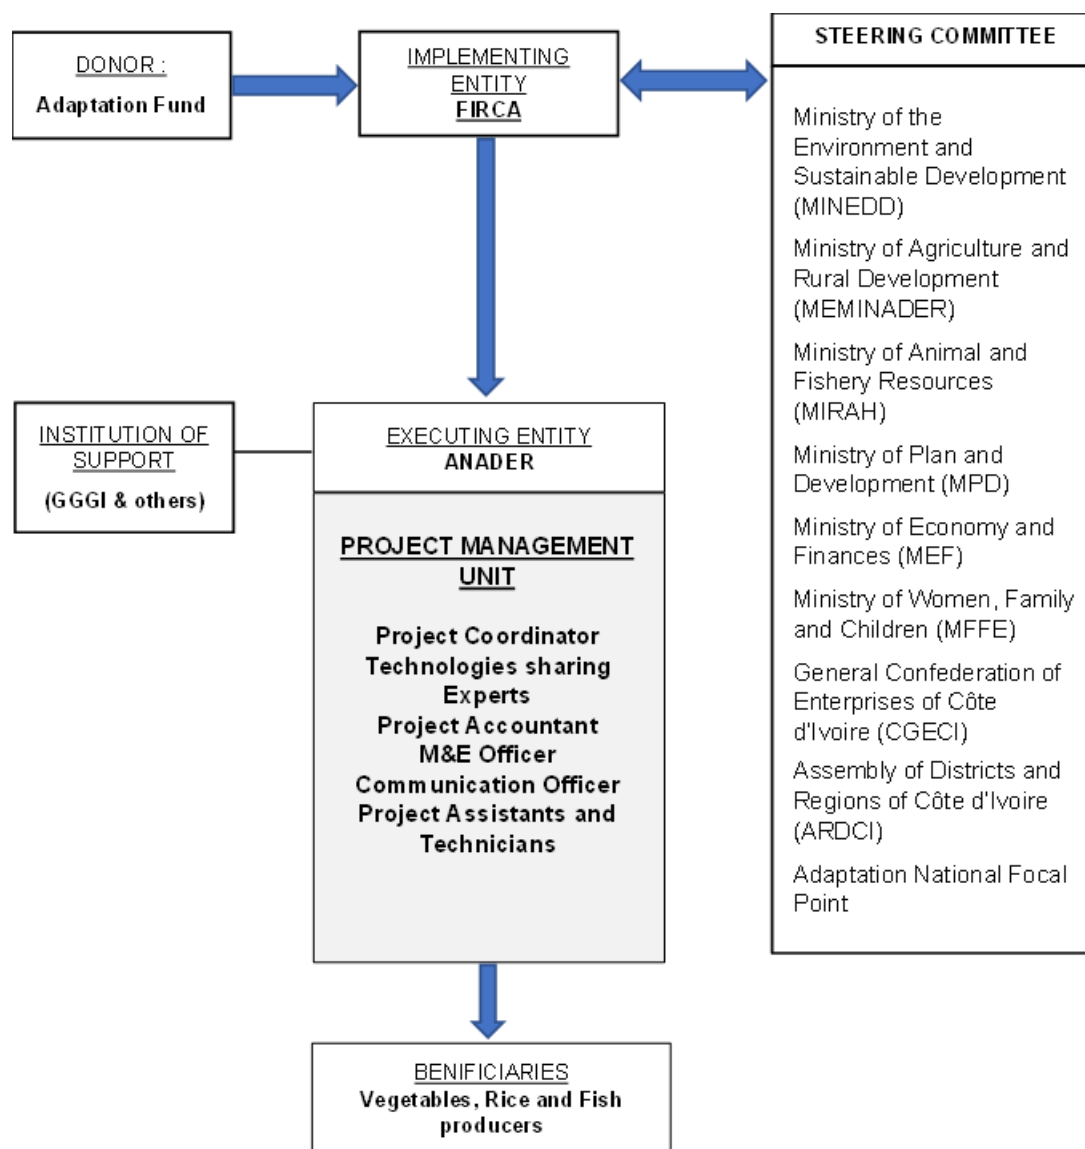 DONOR :
Adaptation Fund
IMPLEMENTING
ENTITY
FIRCA
STEERING COMMITTEE
Ministry of the
Environment and
Sustainable Development
(MINEDD)
Ministry of Agriculture and
Rural Development
(MEMINADER)
Ministry of Animal and
Fishery Resources
(MIRAH)
Ministry of Plan and
Development (MPD)
Ministry of Economy and
Finances (MEF)
Ministry of Women, Family
and Children (MFFE)
General Confederation of
Enterprises of Côte
d'Ivoire (CGECI)
Assembly of Districts and
Regions of Côte d'Ivoire
(ARDCI)
Adaptation National Focal
Point
INSTITUTION OF
SUPPORT
(GGGI & others)
EXECUTING ENTITY
ANADER
PROJECT MANAGEMENT
UNIT
Project Coordinator
Technologies sharing
Experts
Project Accountant
M&E Officer
Communication Officer
Project Assistants and
Technicians
BENIFICIARIES
Vegetables, Rice and Fish
producers